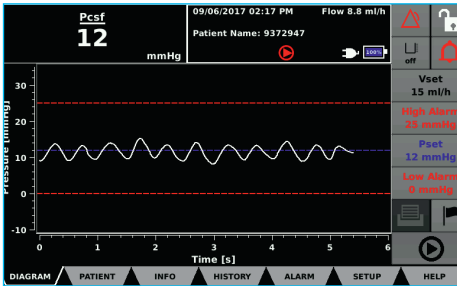 Pcsf
12
mmHg
09/06/2017 02:17 PM Flow 8.8 ml/h
Patient Name: 9372947
100%
off
Vset
15 ml/h
High Alarm
25 mmHg
Pset
12 mmHg
Low Alarm
0 mmHg
Pressure [mmHg]
30
20
10
0
-10
0 1 2 3 4 5 6
Time [s]
DIAGRAM PATIENT INFO HISTORY ALARM SETUP HELP